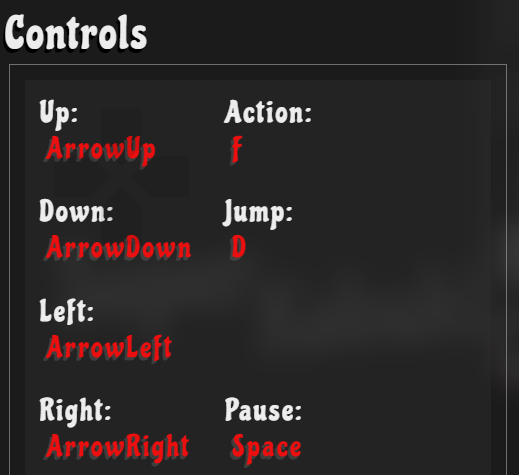 Controls
Up: Action:
ArrowUp F
Down: Jump:
ArrowDown D
Left:
ArrowLeft
Right: Pause:
ArrowRight Space